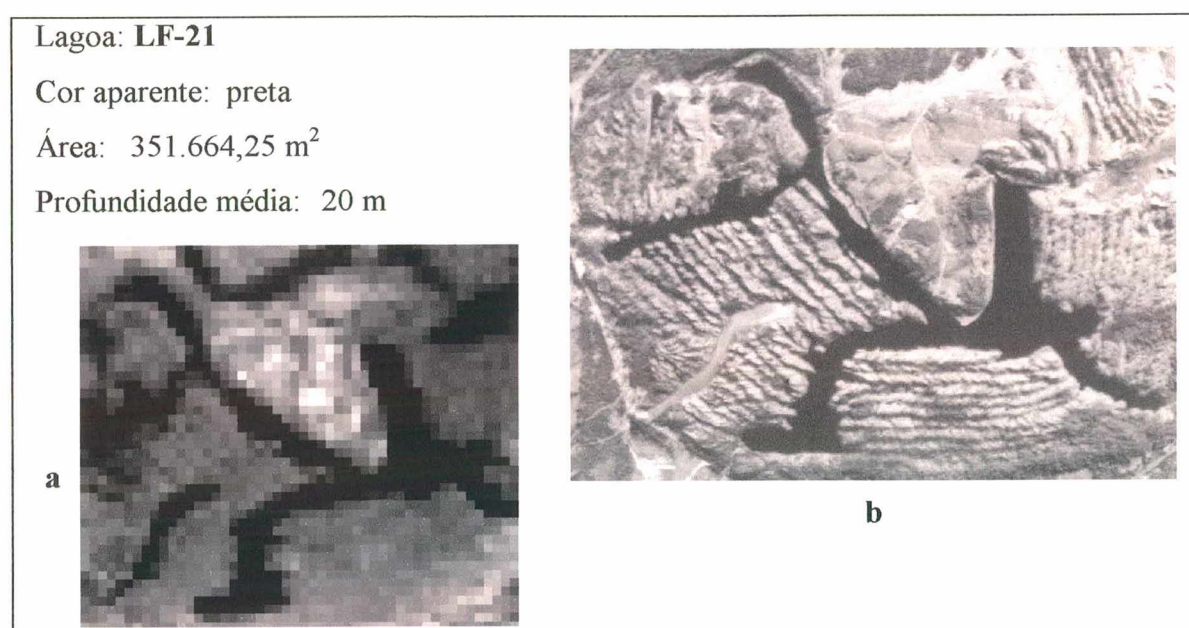 Lagoa: LF-21
Cor aparente: preta
Área: 351.664,25 m²
Profundidade média: 20 m
a
b